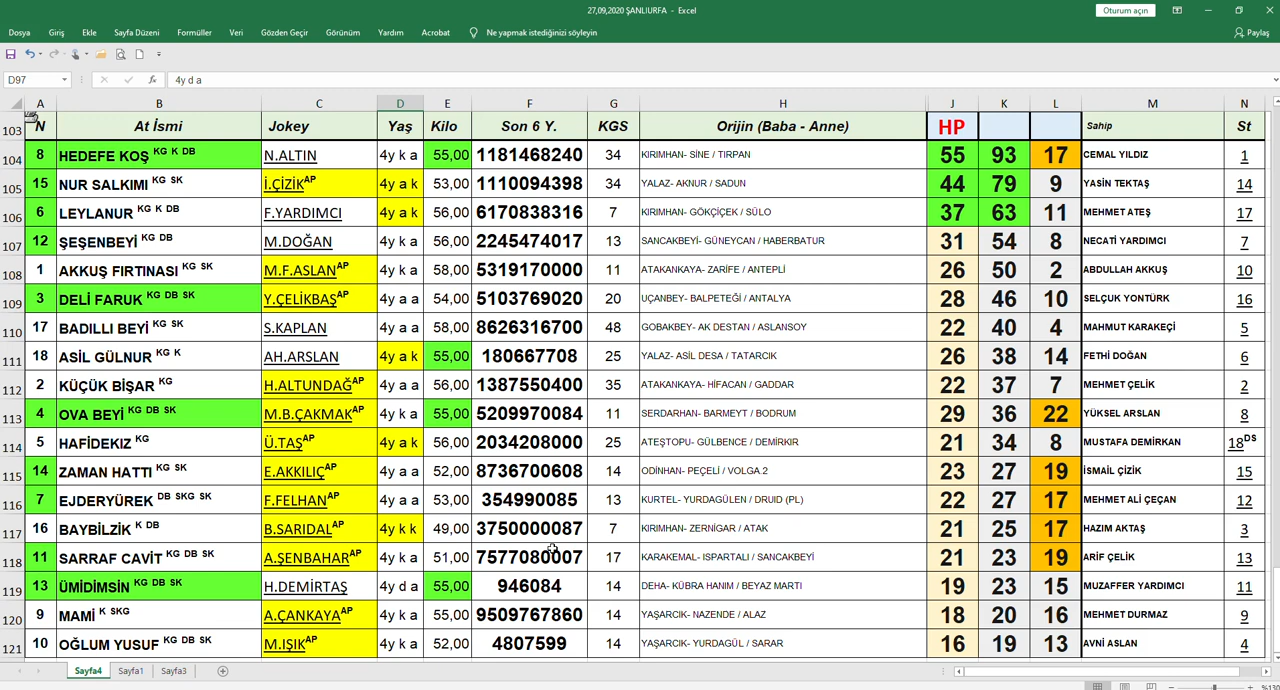 27,09,2020 ŞANLIURFA - Excel
Oturum açın
Dosya Giriş Ekle Sayfa Düzeni Formüller Veri Gözden Geçir Görünüm Yardım Acrobat Ne yapmak istediğinizi söyleyin Paylaş
D97 fx 4y d a
A B C D E F G H J K L M N
103 N At İsmi Jokey Yaş Kilo Son 6 Y. KGS Orijin (Baba - Anne) HP Sahip St
104 8 HEDEFE KOŞ KG K DB N.ALTIN 4y k a 55,00 1181468240 34 KIRIMHAN- SİNE / TIRPAN 55 93 17 CEMAL YILDIZ 1
105 15 NUR SALKIMI KG SK İ.ÇİZİK AP 4y a k 53,00 1110094398 34 YALAZ- AKNUR / SADUN 44 79 9 YASİN TEKTAŞ 14
106 6 LEYLANUR KG K DB F.YARDIMCI 4y a k 56,00 6170838316 7 KIRIMHAN- GÖKÇİÇEK / SÜLO 37 63 11 MEHMET ATEŞ 17
107 12 ŞEŞENBEYİ KG DB M.DOĞAN 4y k a 56,00 2245474017 13 SANCAKBEYİ- GÜNEYCAN / HABERBATUR 31 54 8 NECATİ YARDIMCI 7
108 1 AKKUŞ FIRTINASI KG SK M.F.ASLAN AP 4y k a 58,00 5319170000 11 ATAKANKAYA- ZARİFE / ANTEPLİ 26 50 2 ABDULLAH AKKUŞ 10
109 3 DELİ FARUK KG DB SK Y.ÇELİKBAŞ AP 4y a a 54,00 5103769020 20 UÇANBEY- BALPETEĞİ / ANTALYA 28 46 10 SELÇUK YONTÜRK 16
110 17 BADILLI BEYİ KG SK S.KAPLAN 4y a a 58,00 8626316700 48 GOBAKBEY- AK DESTAN / ASLANSOY 22 40 4 MAHMUT KARAKEÇİ 5
111 18 ASİL GÜLNUR KG K AH.ARSLAN 4y a k 55,00 180667708 25 YALAZ- ASİL DESA / TATARCIK 26 38 14 FETHİ DOĞAN 6
112 2 KÜÇÜK BİŞAR KG H.ALTUNDAĞ AP 4y a a 56,00 1387550400 35 ATAKANKAYA- HİFACAN / GADDAR 22 37 7 MEHMET ÇELİK 2
113 4 OVA BEYİ KG DB SK M.B.ÇAKMAK AP 4y k a 55,00 5209970084 11 SERDARHAN- BARMEYT / BODRUM 29 36 22 YÜKSEL ARSLAN 8
114 5 HAFİDEKIZ KG Ü.TAŞ AP 4y a k 56,00 2034208000 25 ATEŞTOPU- GÜLBENCE / DEMİRKIR 21 34 8 MUSTAFA DEMİRKAN 18 DS
115 14 ZAMAN HATTI KG SK E.AKKILIÇ AP 4y a a 52,00 8736700608 14 ODİNHAN- PEÇELİ / VOLGA 2 23 27 19 İSMAİL ÇİZİK 15
116 7 EJDERYÜREK DB SKG SK F.FELHAN AP 4y a a 53,00 354990085 13 KURTEL- YURDAGÜLEN / DRUID (PL) 22 27 17 MEHMET ALİ ÇEÇAN 12
117 16 BAYBİLZİK K DB B.SARIDAL AP 4y k k 49,00 3750000087 7 KIRIMHAN- ZERNİGAR / ATAK 21 25 17 HAZIM AKTAŞ 3
118 11 SARRAF CAVİT KG DB SK A.ŞENBAHAR AP 4y k a 51,00 7577080007 17 KARAKEMAL- ISPARTALI / SANCAKBEYİ 21 23 19 ARİF ÇELİK 13
119 13 ÜMİDİMSİN KG DB SK H.DEMİRTAŞ 4y d a 55,00 946084 14 DEHA- KÜBRA HANIM / BEYAZ MARTI 19 23 15 MUZAFFER YARDIMCI 11
120 9 MAMİ K SKG A.ÇANKAYA AP 4y k a 55,00 9509767860 14 YAŞARCIK- NAZENDE / ALAZ 18 20 16 MEHMET DURMAZ 9
121 10 OĞLUM YUSUF KG DB SK M.IŞIK AP 4y k a 52,00 4807599 14 YAŞARCIK- YURDAGÜL / SARAR 16 19 13 AVNİ ASLAN 4
Sayfa4 Sayfa1 Sayfa3
%130